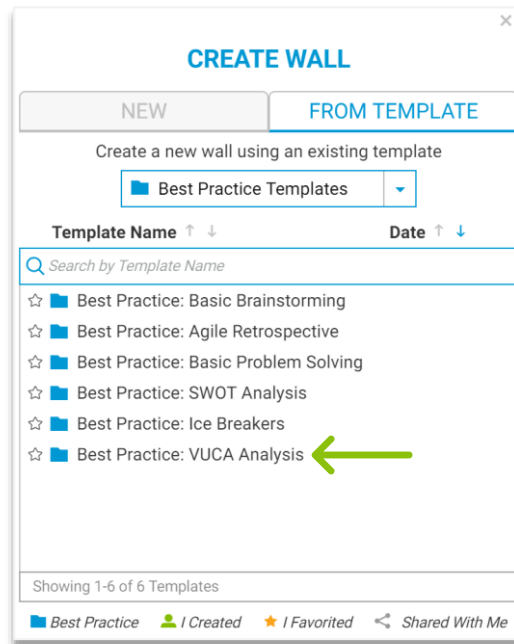 CREATE WALL
NEW FROM TEMPLATE
Create a new wall using an existing template
Best Practice Templates
Template Name Date
Search by Template Name
Best Practice: Basic Brainstorming
Best Practice: Agile Retrospective
Best Practice: Basic Problem Solving
Best Practice: SWOT Analysis
Best Practice: Ice Breakers
Best Practice: VUCA Analysis
Showing 1-6 of 6 Templates
Best Practice I Created I Favorited Shared With Me